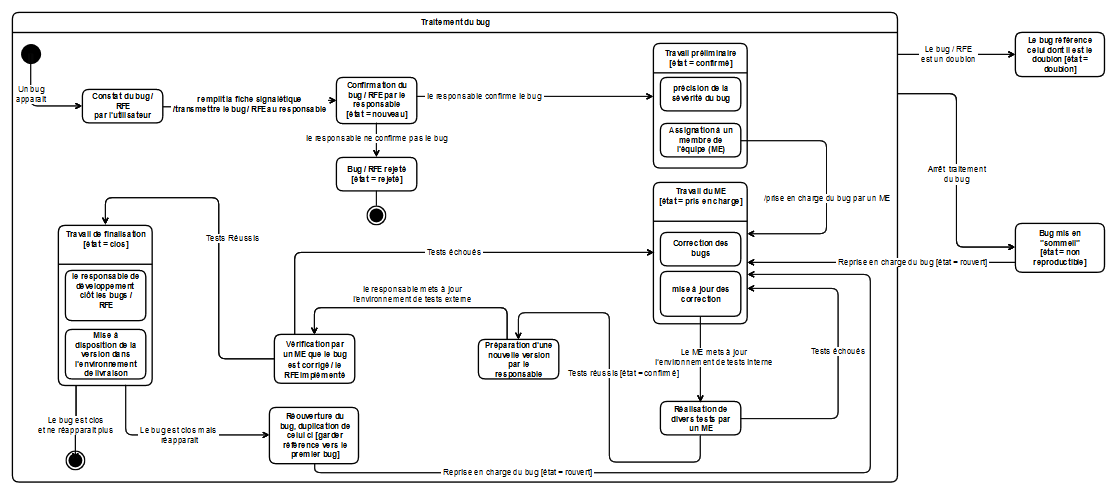 Traitement du bug
Un bug
apparait
Constat du bug /
RFE
par l'utilisateur
remplit la fiche signalétique
/transmettre le bug / RFE au responsable
Confirmation du
bug / RFE par le
responsable
[état = nouveau]
le responsable confirme le bug
le responsable ne confirme pas le bug
Bug / RFE rejeté
[état = rejeté]
Travail préliminaire
[état = confirmé]
précision de la
sévérité du bug
Assignation à un
membre de
l'équipe (ME)
/prise en charge du bug par un ME
Le bug / RFE
est un doublon
Le bug référence
celui dont il est le
doublon [état =
doublon]
Arrêt traitement
du bug
Bug mis en
"sommeil"
[état = non
reproductible]
Reprise en charge du bug [état = rouvert]
Travail du ME
[état = pris en charge]
Correction des
bugs
mise à jour des
correction
Tests échoués
Tests Réussis
Travail de finalisation
[état = clos]
le responsable de
développement
clôt les bugs /
RFE
Mise à
disposition de la
version dans
l'environnement
de livraison
le responsable mets à jour
l'environnement de tests externe
Vérification par
un ME que le bug
est corrigé / le
RFE implémenté
Préparation d'une
nouvelle version
par le
responsable
Le ME mets à jour
l'environnement de tests interne
Tests échoués
Tests réussis [état = confirmé]
Réalisation de
divers tests par
un ME
Le bug est clos
et ne réapparait plus
Le bug est clos mais
réapparait
Réouverture du
bug, duplication de
celui ci [garder
référence vers le
premier bug]
Reprise en charge du bug [état = rouvert]